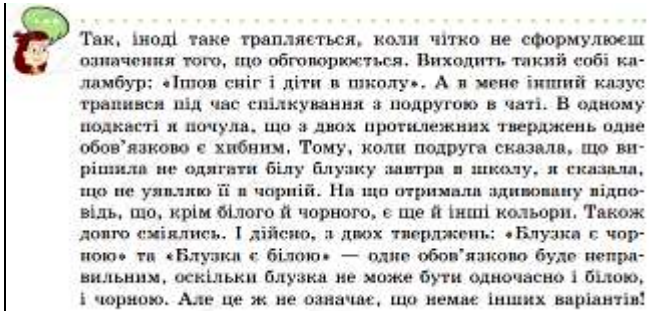 Так, іноді таке трапляється, коли чітко не сформулюєш
означення того, що обговорюється. Виходить такий собі ка-
ламбур: «Ішов сніг і діти в школу». А в мене інший казус
трапився під час спілкування з подругою в чаті. В одному
подкасті я почула, що з двох протилежних тверджень одне
обов’язково є хибним. Тому, коли подруга сказала, що ви-
рішила не одягати білу блузку завтра в школу, я сказала,
що не уявляю її в чорній. На що отримала здивовану відпо-
відь, що, крім білого й чорного, є ще й інші кольори. Також
довго сміялись. І дійсно, з двох тверджень: «Блузка є чор-
ною» та «Блузка є білою» — одне обов’язково буде непра-
вильним, оскільки блузка не може бути одночасно і білою,
і чорною. Але це ж не означає, що немає інших варіантів!